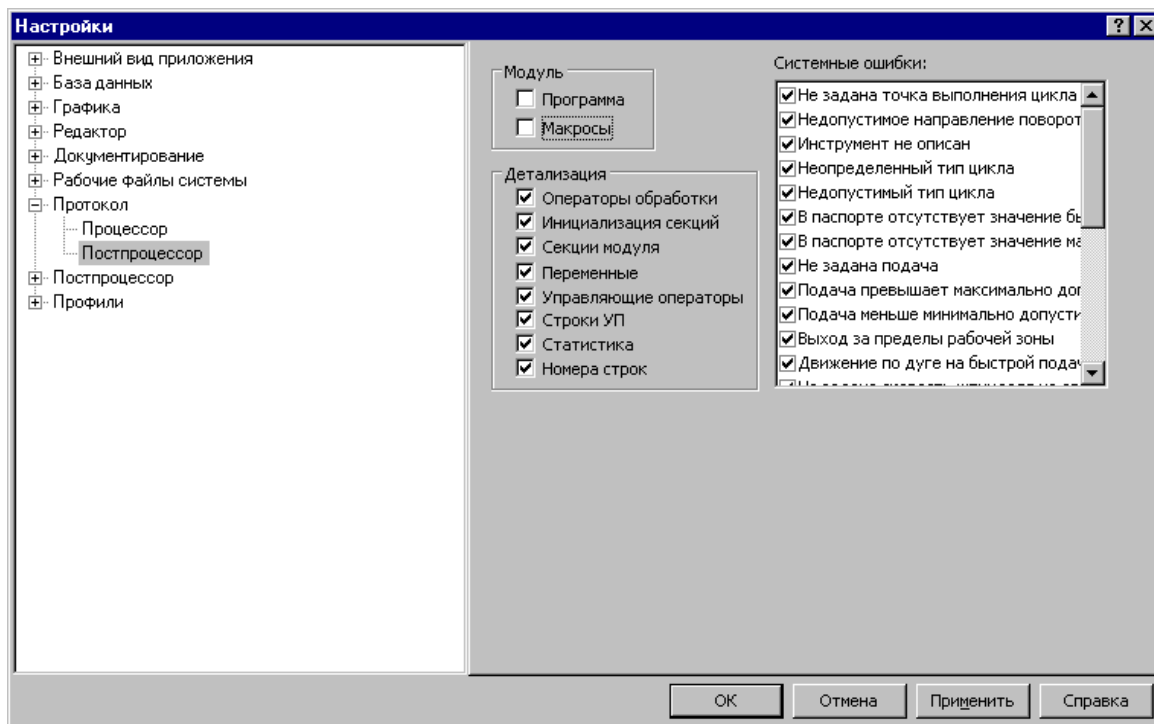 Настройки
Внешний вид приложения
База данных
Графика
Редактор
Документирование
Рабочие файлы системы
Протокол
Процессор
Постпроцессор
Постпроцессор
Профили
Модуль
Программа
Макросы
Детализация
Операторы обработки
Инициализация секций
Секции модуля
Переменные
Управляющие операторы
Строки УП
Статистика
Номера строк
Системные ошибки:
Не задана точка выполнения цикла
Недопустимое направление поворот
Инструмент не описан
Неопределенный тип цикла
Недопустимый тип цикла
В паспорте отсутствует значение бы
В паспорте отсутствует значение ма
Не задана подача
Подача превышает максимально доп
Подача меньше минимально допусти
Выход за пределы рабочей зоны
Движение по дуге на быстрой подач
ОК
Отмена
Применить
Справка